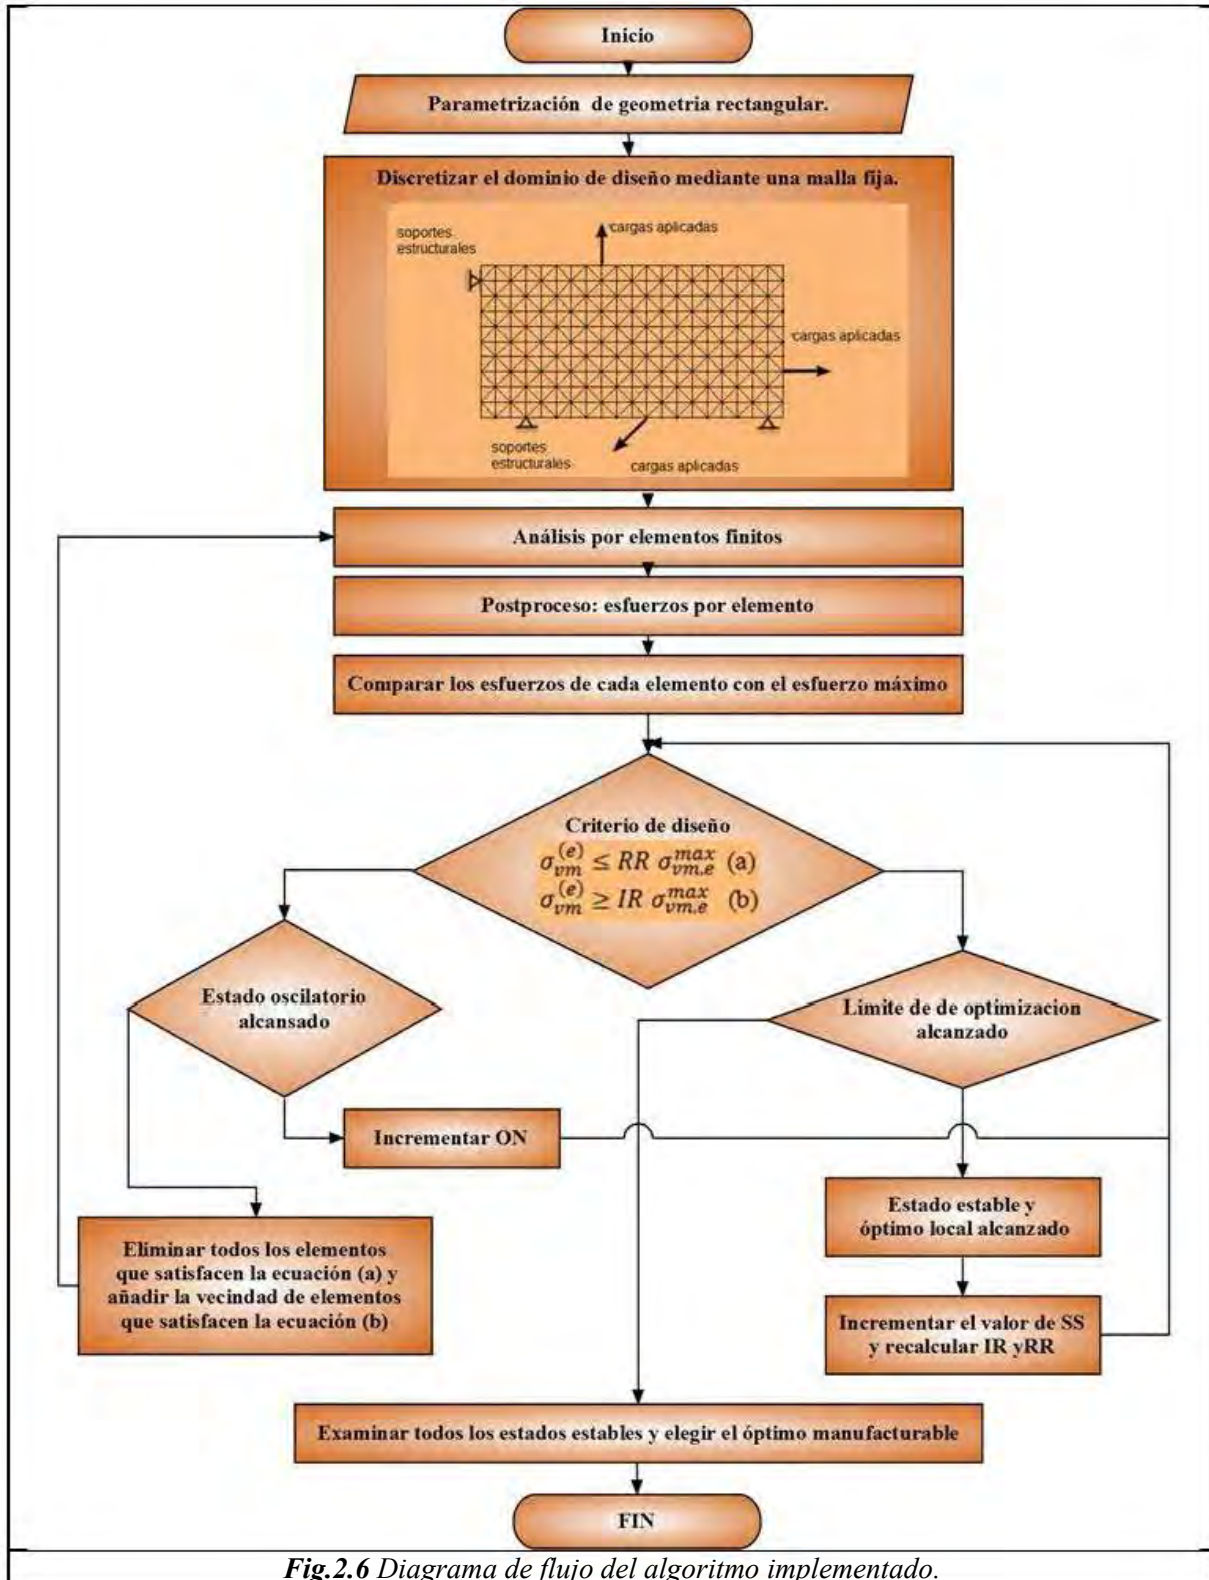 Inicio
Parametrización de geometria rectangular.
Discretizar el dominio de diseño mediante una malla fija.
soportes
estructurales
cargas aplicadas
cargas aplicadas
soportes
estructurales
cargas aplicadas
Análisis por elementos finitos
Postproceso: esfuerzos por elemento
Comparar los esfuerzos de cada elemento con el esfuerzo máximo
Criterio de diseño
σ_{vm}^{(e)} ≤ RR σ_{vm,e}^{max} (a)
σ_{vm}^{(e)} ≥ IR σ_{vm,e}^{max} (b)
Estado oscilatorio
alcansado
Limite de de optimizacion
alcanzado
Incrementar ON
Estado estable y
óptimo local alcanzado
Eliminar todos los elementos
que satisfacen la ecuación (a) y
añadir la vecindad de elementos
que satisfacen la ecuación (b)
Incrementar el valor de SS
y recalcular IR yRR
Examinar todos los estados estables y elegir el óptimo manufacturable
FIN
Fig.2.6 Diagrama de flujo del algoritmo implementado.